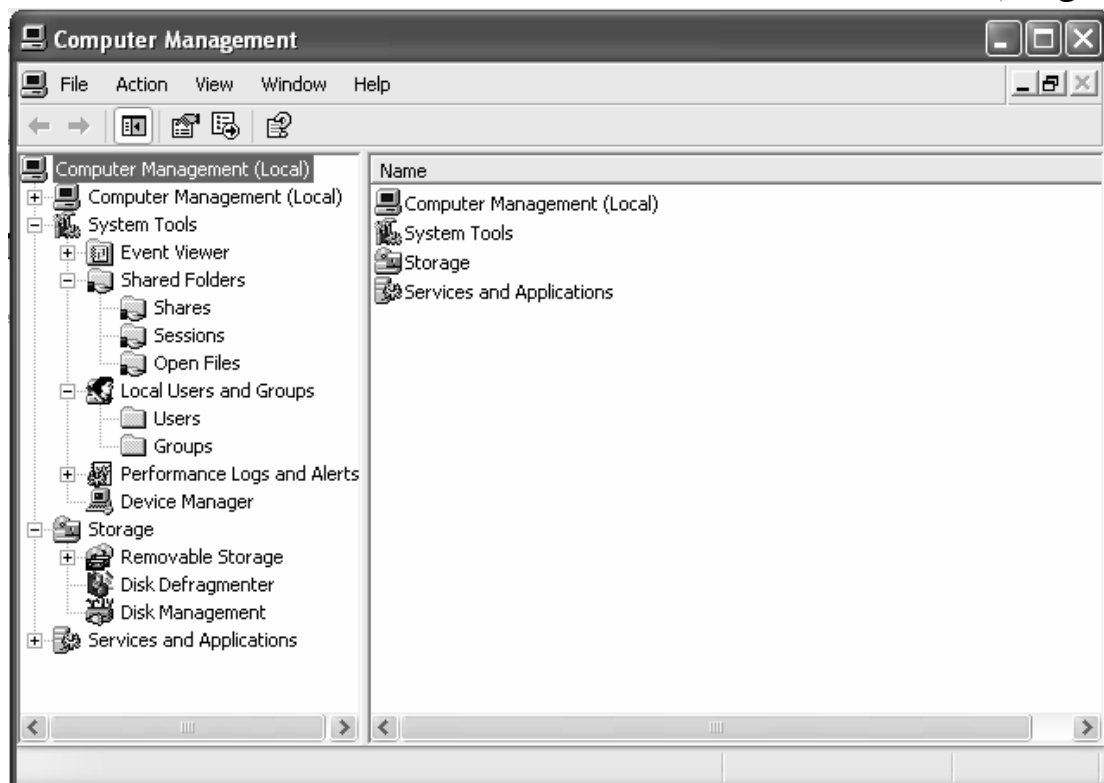 Computer Management
File Action View Window Help
Computer Management (Local)
Computer Management (Local)
System Tools
Event Viewer
Shared Folders
Shares
Sessions
Open Files
Local Users and Groups
Users
Groups
Performance Logs and Alerts
Device Manager
Storage
Removable Storage
Disk Defragmenter
Disk Management
Services and Applications
Name
Computer Management (Local)
System Tools
Storage
Services and Applications